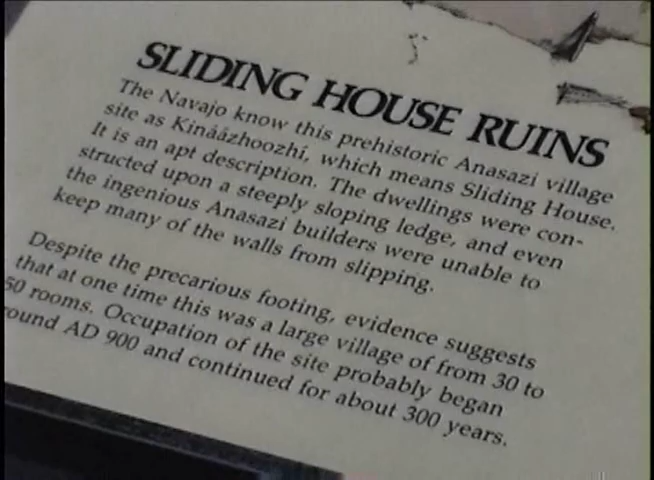 SLIDING HOUSE RUINS
The Navajo know this prehistoric Anasazi village
site as Kináázhoozhí, which means Sliding House.
It is an apt description. The dwellings were con-
structed upon a steeply sloping ledge, and even
the ingenious Anasazi builders were unable to
keep many of the walls from slipping.
Despite the precarious footing, evidence suggests
that at one time this was a large village of from 30 to
50 rooms. Occupation of the site probably began
round AD 900 and continued for about 300 years.